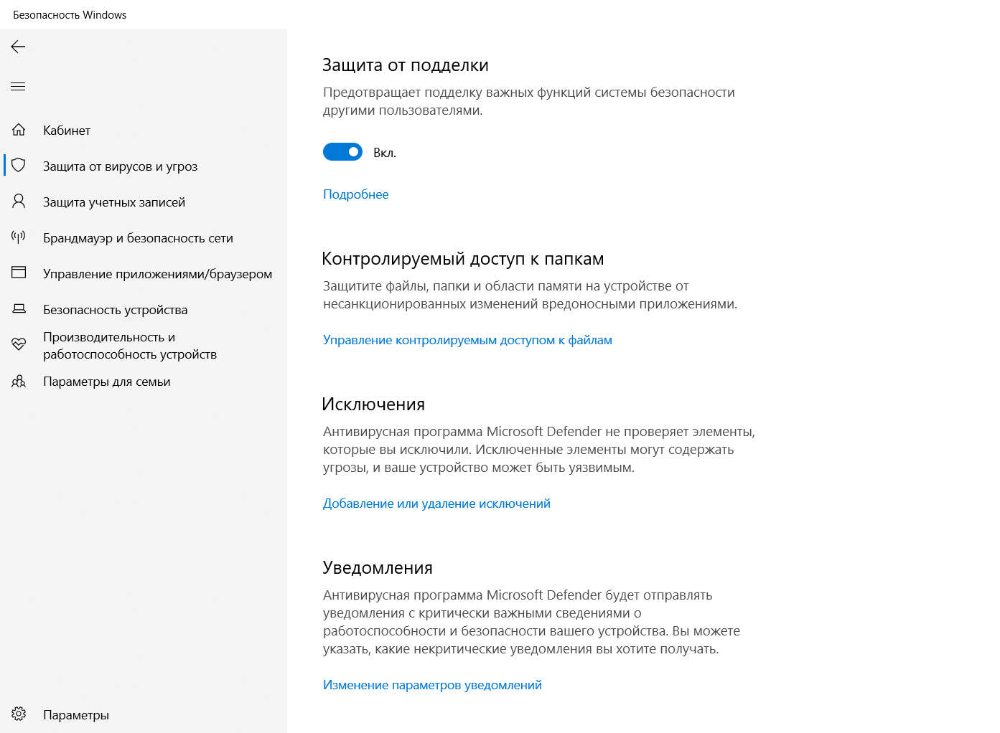 Безопасность Windows
Кабинет
Защита от вирусов и угроз
Защита учетных записей
Брандмауэр и безопасность сети
Управление приложениями/браузером
Безопасность устройства
Производительность и
работоспособность устройств
Параметры для семьи
Параметры
Защита от подделки
Предотвращает подделку важных функций системы безопасности
другими пользователями.
Вкл.
Подробнее
Контролируемый доступ к папкам
Защитите файлы, папки и области памяти на устройстве от
несанкционированных изменений вредоносными приложениями.
Управление контролируемым доступом к файлам
Исключения
Антивирусная программа Microsoft Defender не проверяет элементы,
которые вы исключили. Исключенные элементы могут содержать
угрозы, и ваше устройство может быть уязвимым.
Добавление или удаление исключений
Уведомления
Антивирусная программа Microsoft Defender будет отправлять
уведомления с критически важными сведениями о
работоспособности и безопасности вашего устройства. Вы можете
указать, какие некритические уведомления вы хотите получать.
Изменение параметров уведомлений